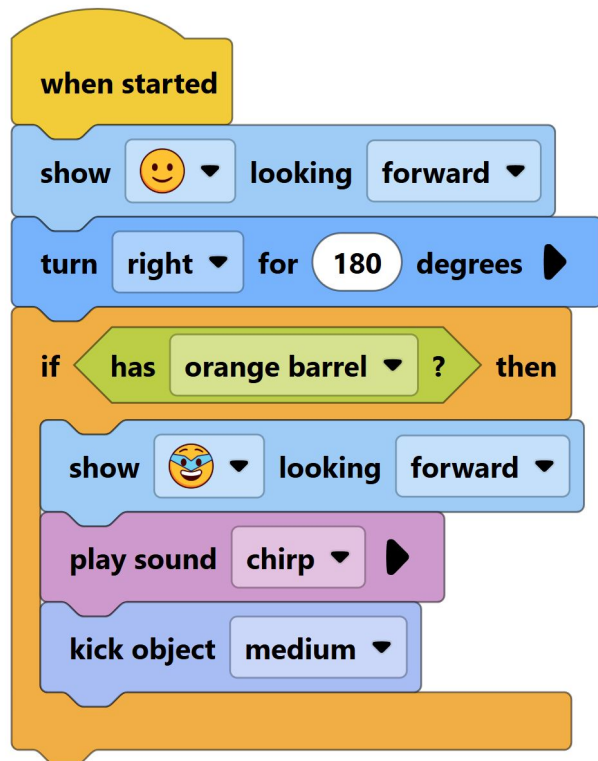 when started
show looking forward
turn right for 180 degrees
if has orange barrel ? then
show looking forward
play sound chirp
kick object medium